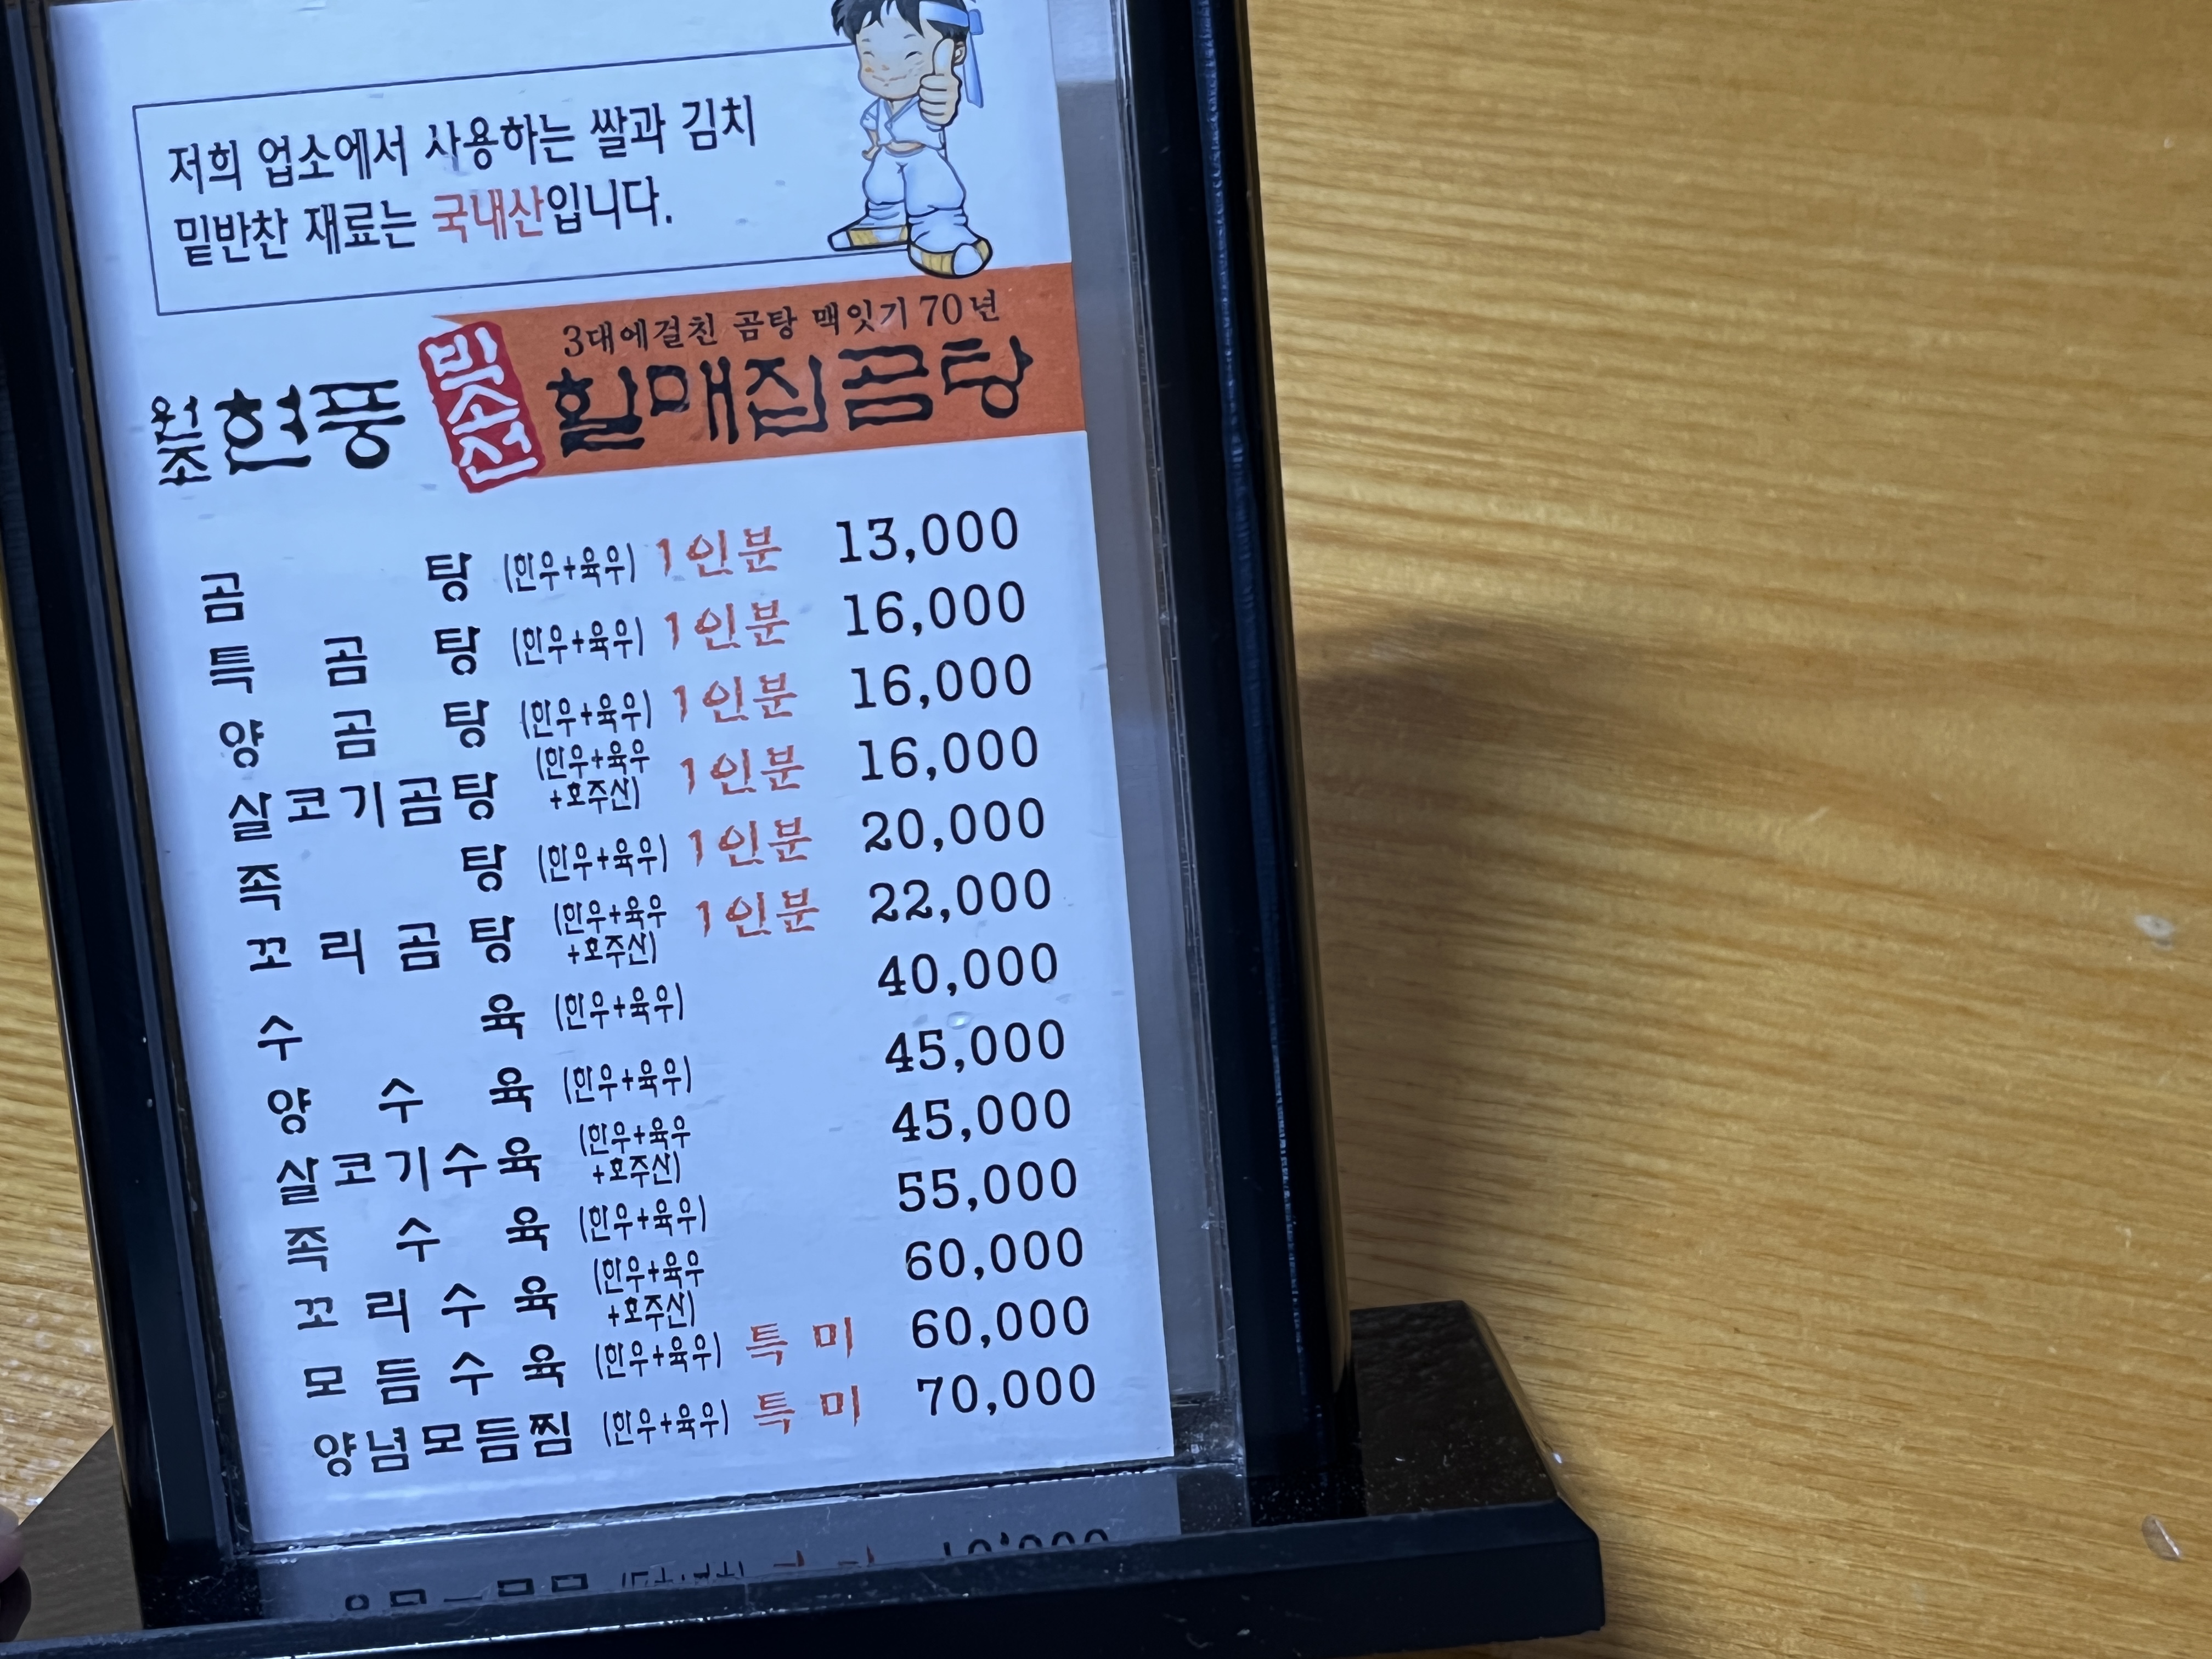 저희 업소에서 사용하는 쌀과 김치
밑반찬 재료는 국내산입니다.
3대에걸친 곰탕 맥잇기 70년
원조 현풍 박소선 할매집곰탕
곰탕 (한우+육우) 1인분 13,000
특곰탕 (한우+육우) 1인분 16,000
양곰탕 (한우+육우) 1인분 16,000
살코기곰탕 (한우+육우+호주산) 1인분 16,000
족탕 (한우+육우) 1인분 20,000
꼬리곰탕 (한우+육우+호주산) 1인분 22,000
수육 (한우+육우) 40,000
양수육 (한우+육우) 45,000
살코기수육 (한우+육우+호주산) 45,000
족수육 (한우+육우) 55,000
꼬리수육 (한우+육우+호주산) 60,000
모듬수육 (한우+육우) 특미 60,000
양념모듬찜 (한우+육우) 특미 70,000